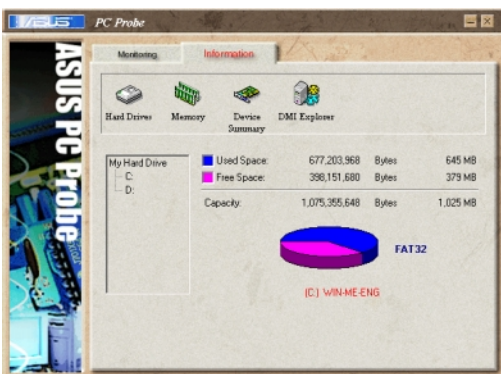 ASUS PC Probe
ASUS PC Probe
Monitoring Information
Hard Drives Memory Device Summary DMI Explorer
My Hard Drive
C:
D:
Used Space: 677,203,968 Bytes 645 MB
Free Space: 398,151,680 Bytes 379 MB
Capacity: 1,075,355,648 Bytes 1,025 MB
FAT32
(C:) WIN-ME-ENG